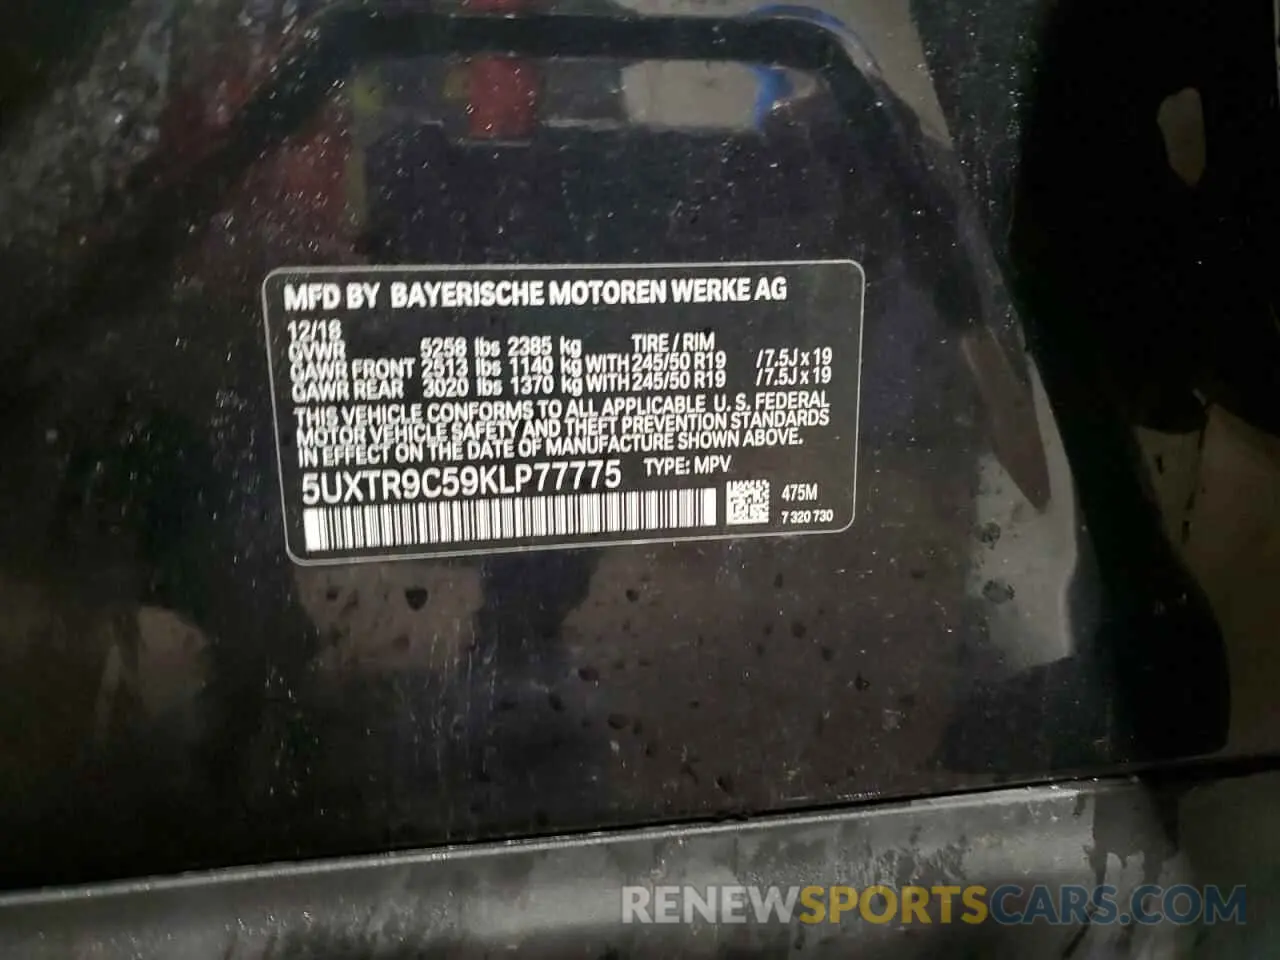 MFD BY BAYERISCHE MOTOREN WERKE AG
12/18
GVWR 5258 lbs 2385 kg TIRE / RIM
GAWR FRONT 2513 lbs 1140 kg WITH 245/50 R19 /7.5J x 19
GAWR REAR 3020 lbs 1370 kg WITH 245/50 R19 /7.5J x 19
THIS VEHICLE CONFORMS TO ALL APPLICABLE U. S. FEDERAL
MOTOR VEHICLE SAFETY AND THEFT PREVENTION STANDARDS
IN EFFECT ON THE DATE OF MANUFACTURE SHOWN ABOVE.
5UXTR9C59KLP77775 TYPE: MPV
475M
7 320 730
RENEWSPORTSCARS.COM